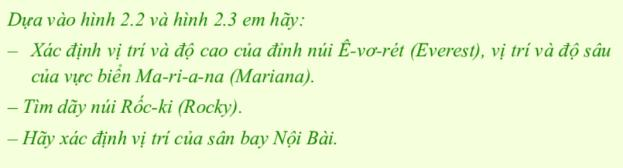 Dựa vào hình 2.2 và hình 2.3 em hãy:
– Xác định vị trí và độ cao của đỉnh núi Ê-vơ-rét (Everest), vị trí và độ sâu
của vực biển Ma-ri-a-na (Mariana).
– Tìm dãy núi Rốc-ki (Rocky).
– Hãy xác định vị trí của sân bay Nội Bài.